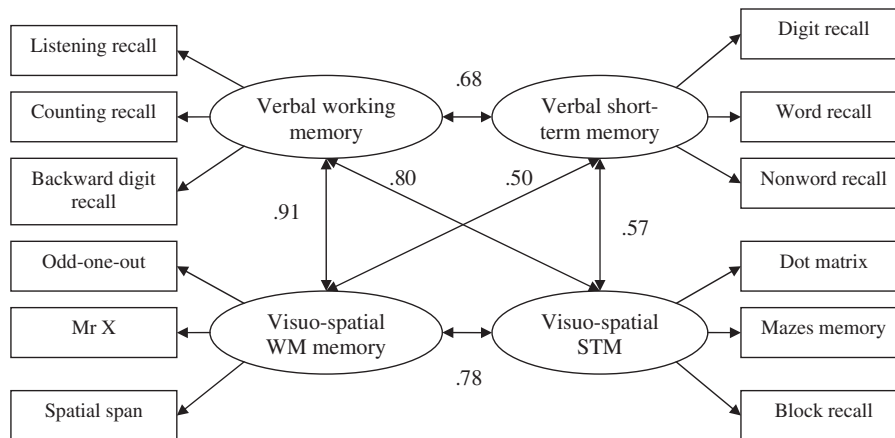 Listening recall
Counting recall
Backward digit
recall
Odd-one-out
Mr X
Spatial span
Verbal working
memory
.68
Verbal short-
term memory
.91
.80
.50
.57
Visuo-spatial
WM memory
.78
Visuo-spatial
STM
Digit recall
Word recall
Nonword recall
Dot matrix
Mazes memory
Block recall